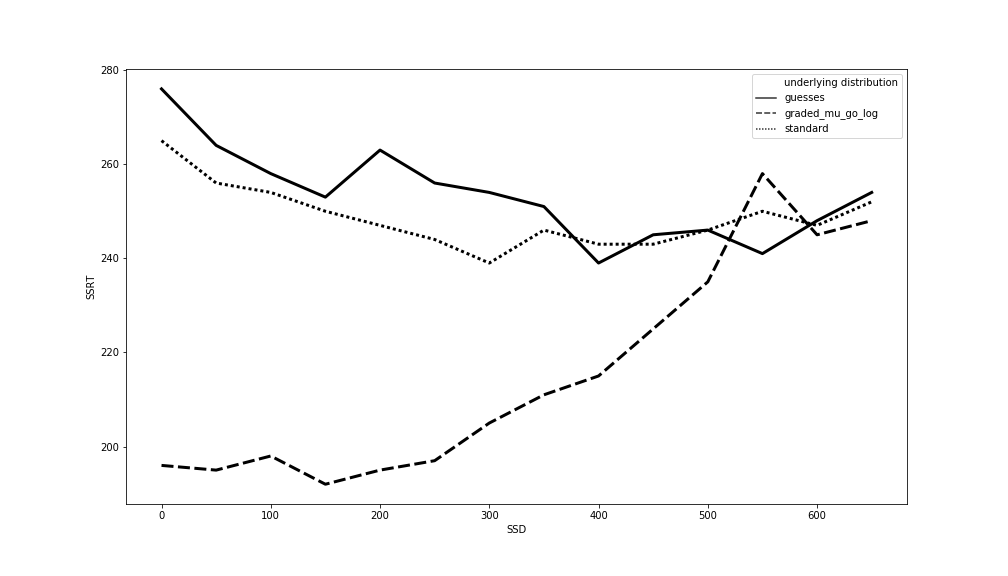 280
260
240
220
200
SSRT
underlying distribution
guesses
graded_mu_go_log
standard
0 100 200 300 400 500 600
SSD